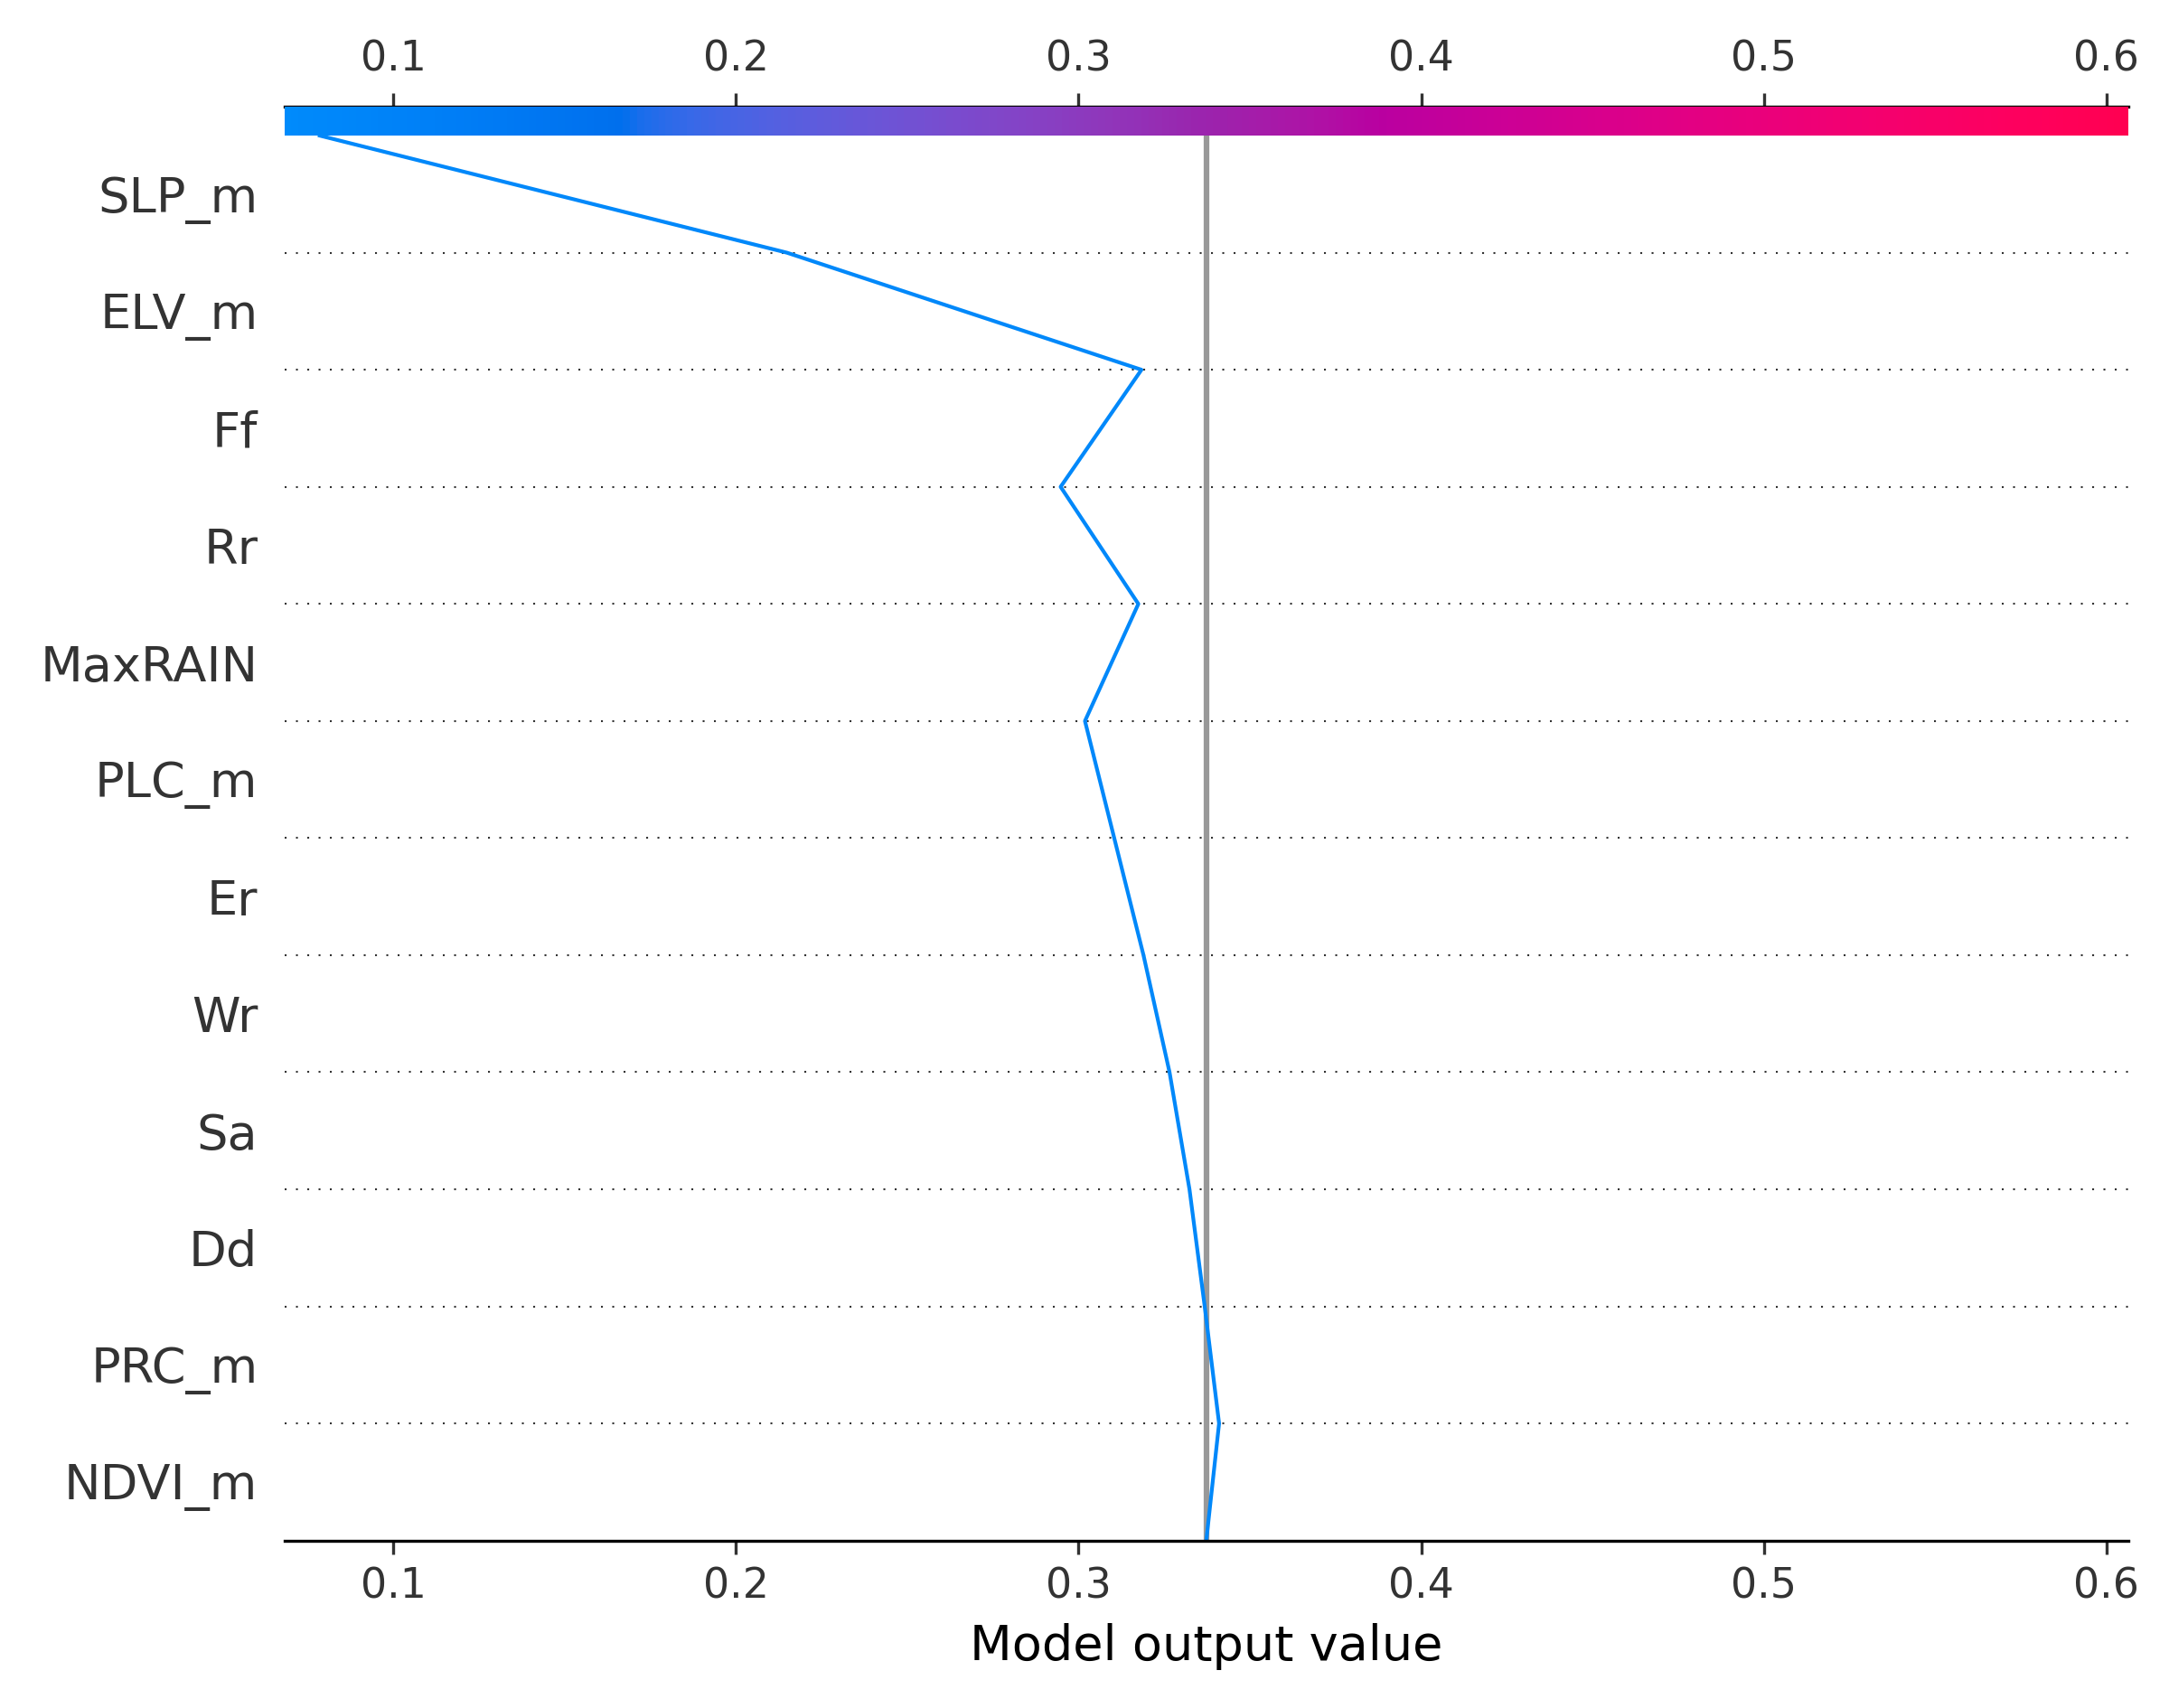 0.1 0.2 0.3 0.4 0.5 0.6
SLP_m
ELV_m
Ff
Rr
MaxRAIN
PLC_m
Er
Wr
Sa
Dd
PRC_m
NDVI_m
0.1 0.2 0.3 0.4 0.5 0.6
Model output value